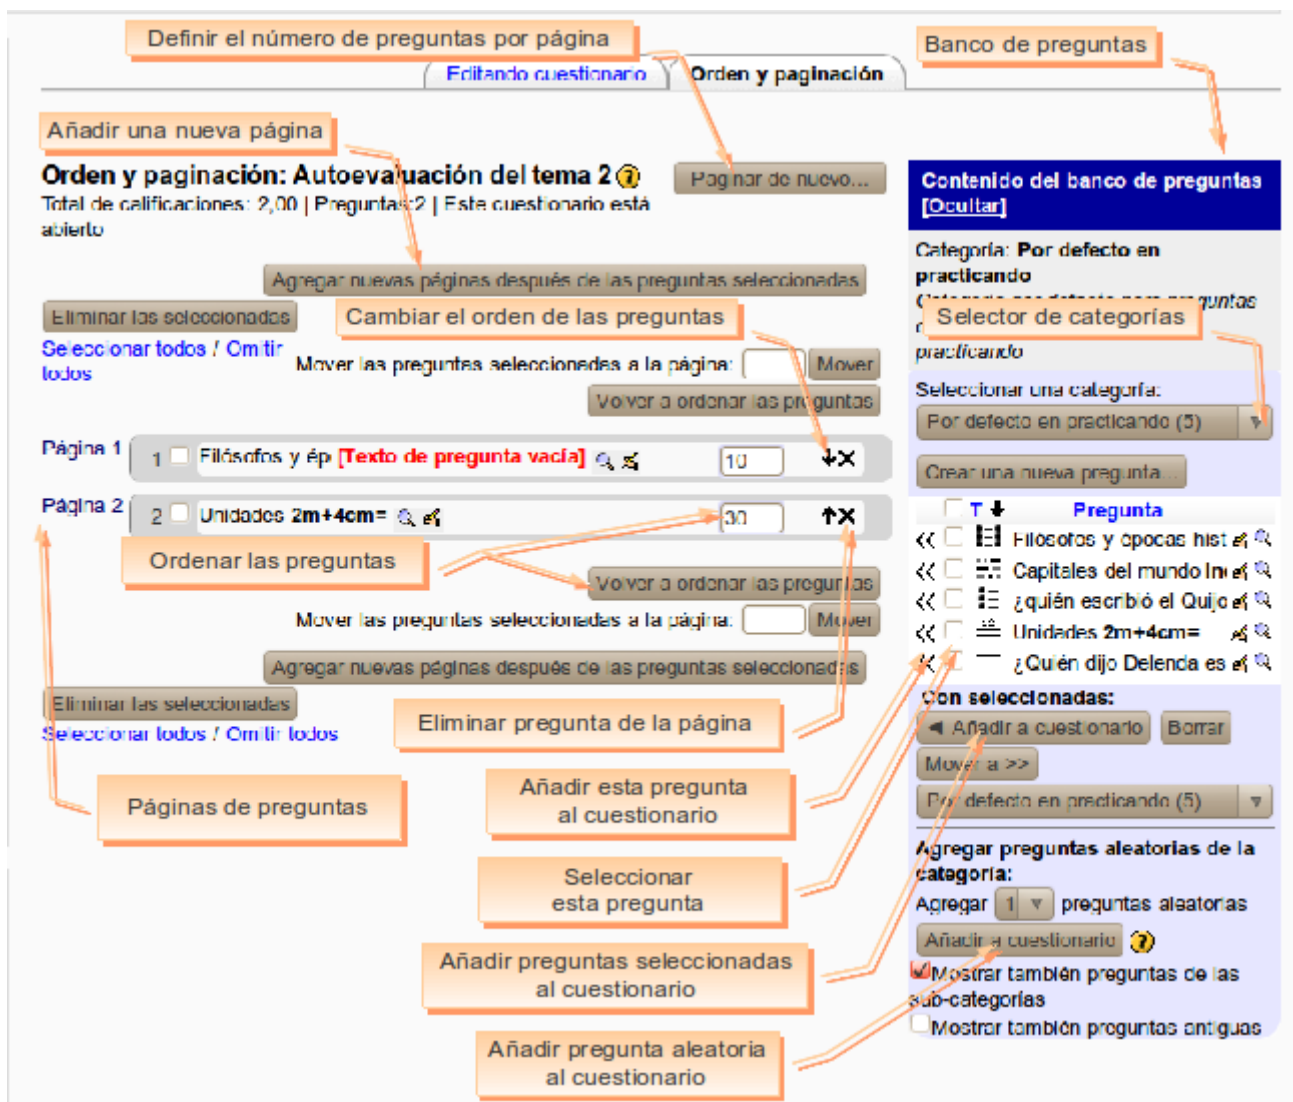 Definir el número de preguntas por página
Banco de preguntas
Editando cuestionario
Orden y paginación
Añadir una nueva página
Orden y paginación: Autoevaluación del tema 2
Paginar de nuevo...
Total de calificaciones: 2,00 | Preguntas:2 | Este cuestionario está
abierto
Agregar nuevas páginas después de las preguntas seleccionadas
Eliminar las seleccionadas
Cambiar el orden de las preguntas
Seleccionar todos / Omitir
todos
Mover las preguntas seleccionadas a la página:
Mover
Volver a ordenar las preguntas
Página 1
1 Filósofos y ép [Texto de pregunta vacía]
10
Página 2
2 Unidades 2m+4cm=
30
Ordenar las preguntas
Volver a ordenar las preguntas
Mover las preguntas seleccionadas a la página:
Mover
Agregar nuevas páginas después de las preguntas seleccionadas
Eliminar las seleccionadas
Seleccionar todos / Omitir todos
Eliminar pregunta de la página
Páginas de preguntas
Añadir esta pregunta
al cuestionario
Seleccionar
esta pregunta
Añadir preguntas seleccionadas
al cuestionario
Añadir pregunta aleatoria
al cuestionario
Contenido del banco de preguntas
[Ocultar]
Categoría: Por defecto en
practicando
Categoría por defecto para preguntas
Selector de categorías
practicando
Seleccionar una categoría:
Por defecto en practicando (5)
Crear una nueva pregunta...
T Pregunta
<< Filósofos y épocas hist
<< Capitales del mundo In
<< ¿quién escribió el Quijo
<< Unidades 2m+4cm=
<< ¿Quién dijo Delenda es
Con seleccionadas:
◄ Añadir a cuestionario
Borrar
Mover a >>
Por defecto en practicando (5)
Agregar preguntas aleatorias de la
categoría:
Agregar 1 preguntas aleatorias
Añadir a cuestionario
Mostrar también preguntas de las
sub-categorías
Mostrar también preguntas antiguas